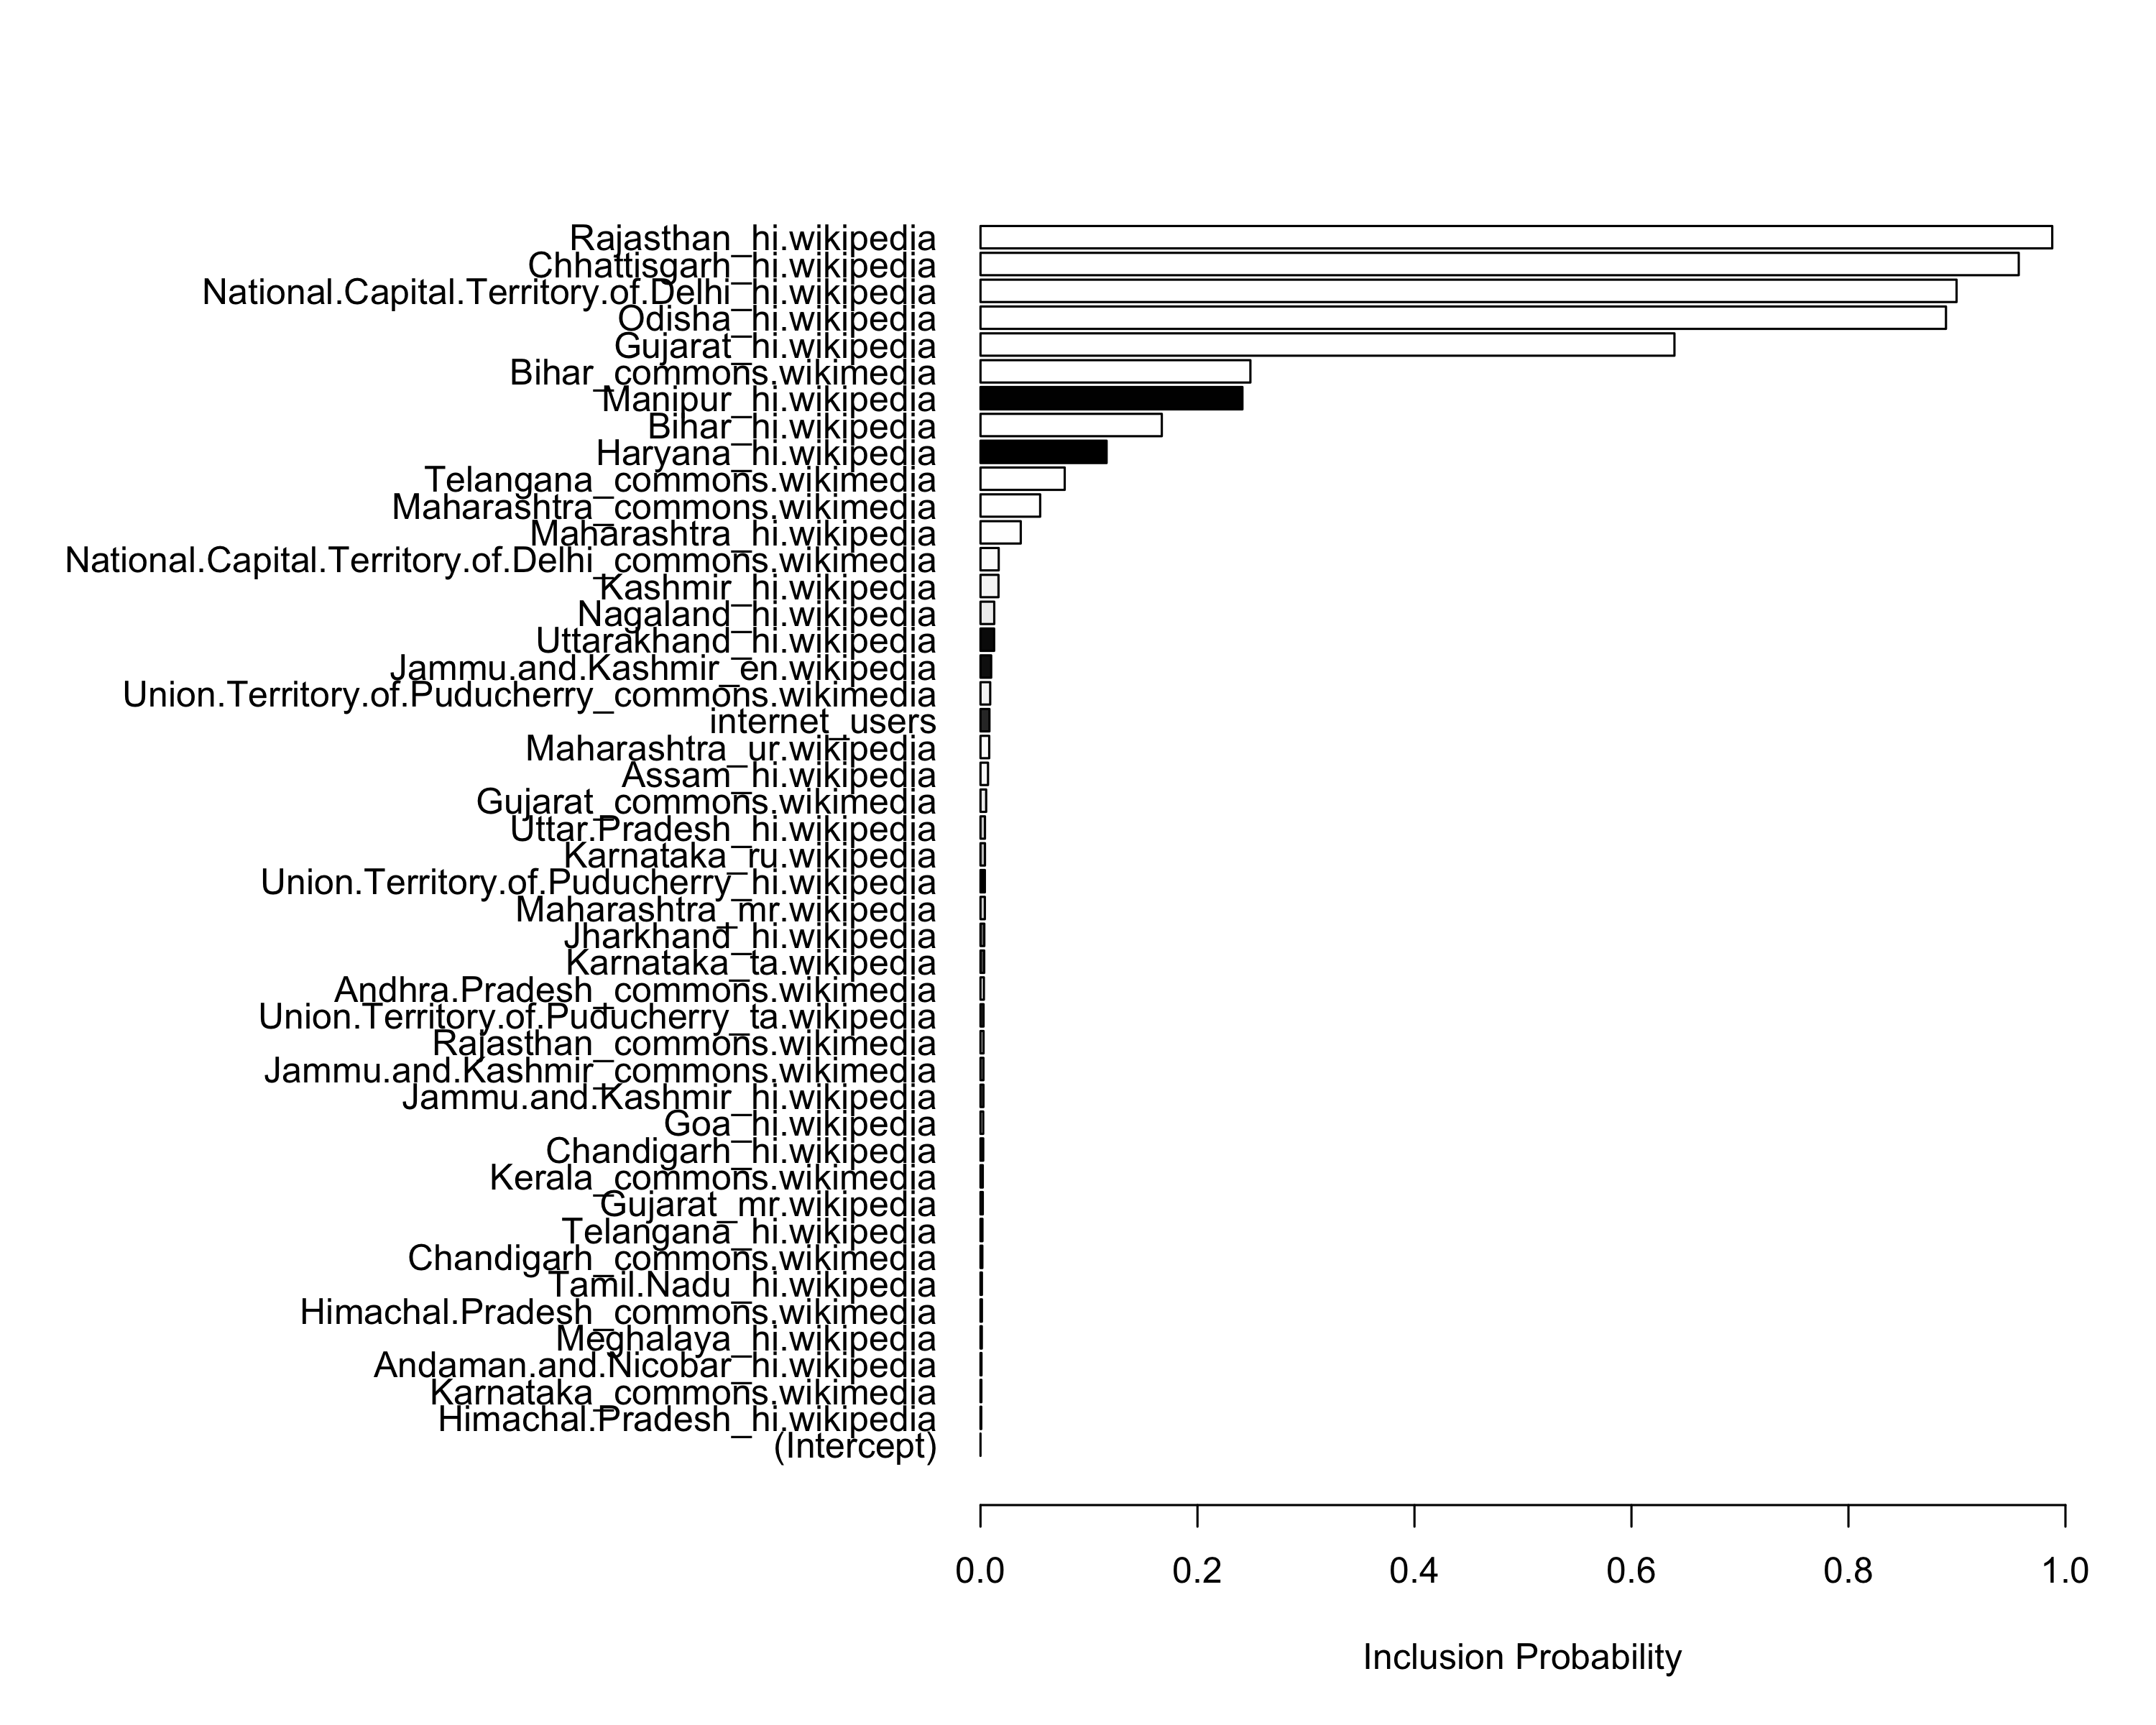 Rajasthan_hi.wikipedia
Chhattisgarh_hi.wikipedia
National.Capital.Territory.of.Delhi_hi.wikipedia
Odisha_hi.wikipedia
Gujarat_hi.wikipedia
Bihar_commons.wikimedia
Manipur_hi.wikipedia
Bihar_hi.wikipedia
Haryana_hi.wikipedia
Telangana_commons.wikimedia
Maharashtra_commons.wikimedia
Maharashtra_hi.wikipedia
National.Capital.Territory.of.Delhi_commons.wikimedia
Kashmir_hi.wikipedia
Nagaland_hi.wikipedia
Uttarakhand_hi.wikipedia
Jammu.and.Kashmir_en.wikipedia
Union.Territory.of.Puducherry_commons.wikimedia
internet_users
Maharashtra_ur.wikipedia
Assam_hi.wikipedia
Gujarat_commons.wikimedia
Uttar.Pradesh_hi.wikipedia
Karnataka_ru.wikipedia
Union.Territory.of.Puducherry_hi.wikipedia
Maharashtra_mr.wikipedia
Jharkhand_hi.wikipedia
Karnataka_ta.wikipedia
Andhra.Pradesh_commons.wikimedia
Union.Territory.of.Puducherry_ta.wikipedia
Rajasthan_commons.wikimedia
Jammu.and.Kashmir_commons.wikimedia
Jammu.and.Kashmir_hi.wikipedia
Goa_hi.wikipedia
Chandigarh_hi.wikipedia
Kerala_commons.wikimedia
Gujarat_mr.wikipedia
Telangana_hi.wikipedia
Chandigarh_commons.wikimedia
Tamil.Nadu_hi.wikipedia
Himachal.Pradesh_commons.wikimedia
Meghalaya_hi.wikipedia
Andaman.and.Nicobar_hi.wikipedia
Karnataka_commons.wikimedia
Himachal.Pradesh_hi.wikipedia
(Intercept)
0.0 0.2 0.4 0.6 0.8 1.0
Inclusion Probability